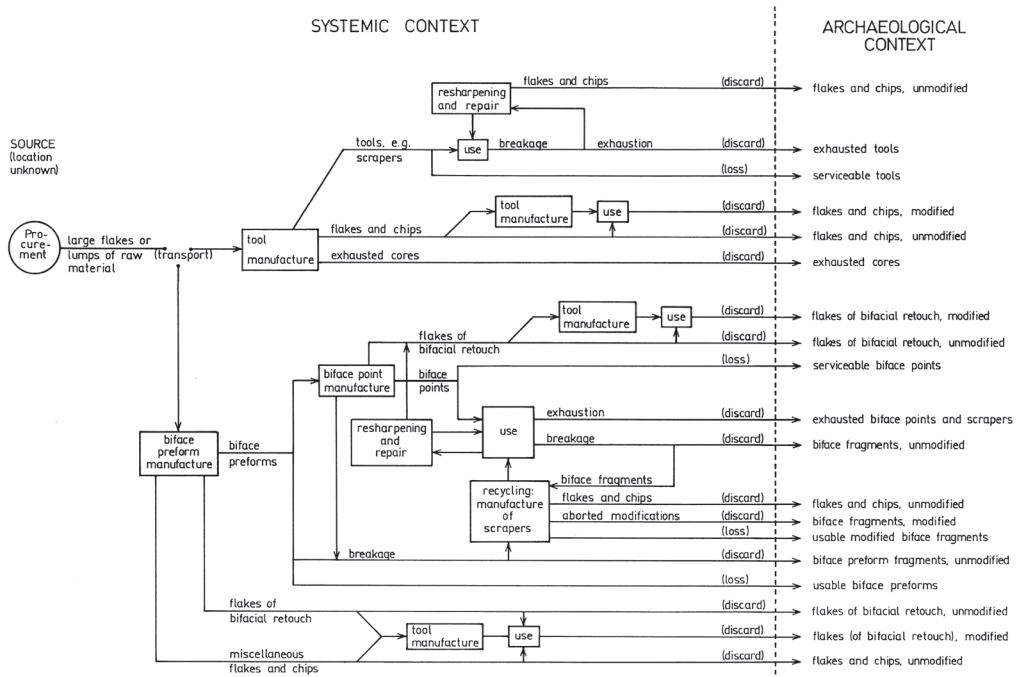 SYSTEMIC CONTEXT
ARCHAEOLOGICAL
CONTEXT
SOURCE
(location
unknown)
Pro-
cure-
ment
large flakes or
lumps of raw
material
(transport)
tool
manufacture
tools, e.g.
scrapers
resharpening
and repair
flakes and chips
(discard)
flakes and chips, unmodified
use
breakage
exhaustion
(discard)
exhausted tools
(loss)
serviceable tools
flakes and chips
tool
manufacture
use
(discard)
flakes and chips, modified
(discard)
flakes and chips, unmodified
exhausted cores
(discard)
exhausted cores
tool
manufacture
use
(discard)
flakes of bifacial retouch, modified
flakes of
bifacial retouch
(discard)
flakes of bifacial retouch, unmodified
(loss)
serviceable biface points
biface point
manufacture
biface
points
resharpening
and
repair
use
exhaustion
(discard)
exhausted biface points and scrapers
breakage
(discard)
biface fragments, unmodified
biface
preform
manufacture
biface
preforms
biface fragments
recycling:
manufacture
of
scrapers
flakes and chips
(discard)
flakes and chips, unmodified
aborted modifications
(discard)
biface fragments, modified
(loss)
usable modified biface fragments
breakage
(discard)
biface preform fragments, unmodified
(loss)
usable biface preforms
flakes of
bifacial retouch
(discard)
flakes of bifacial retouch, unmodified
tool
manufacture
use
(discard)
flakes (of bifacial retouch), modified
miscellaneous
flakes and chips
(discard)
flakes and chips, unmodified